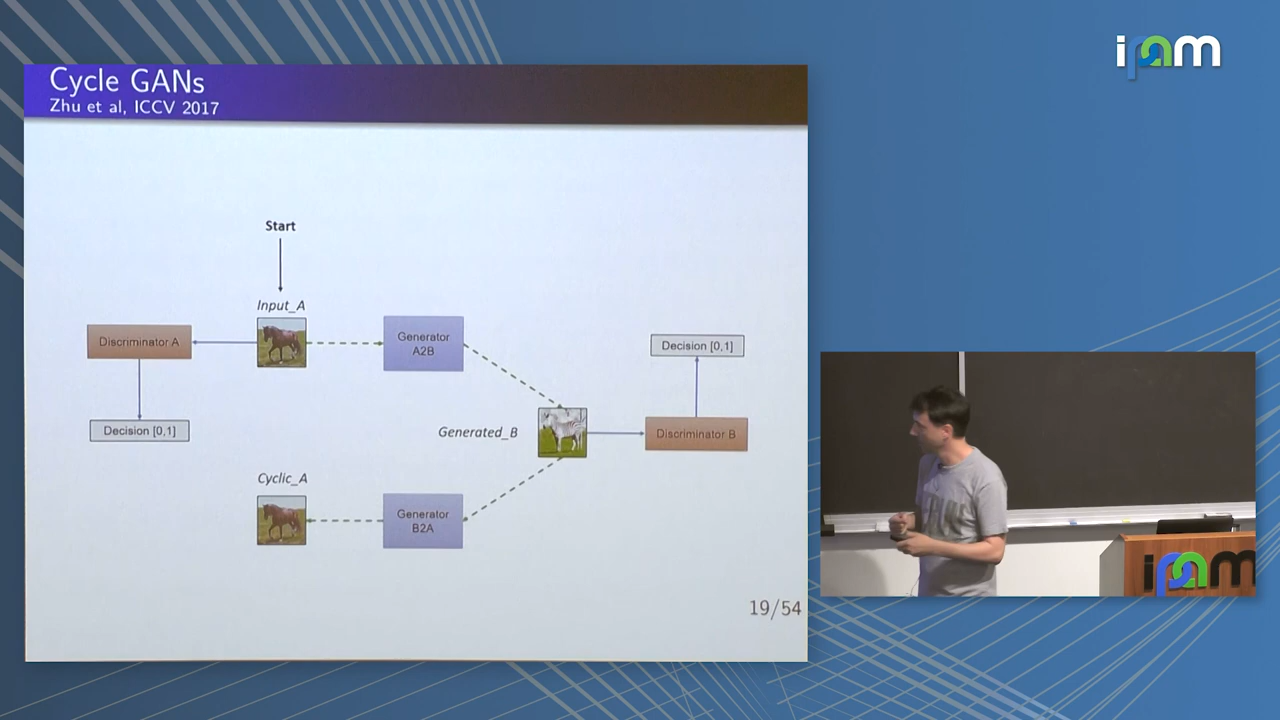 ipam
Cycle GANs
Zhu et al, ICCV 2017
Start
Input_A
Discriminator A
Generator
A2B
Decision [0,1]
Decision [0,1]
Generated_B
Discriminator B
Cyclic_A
Generator
B2A
19/54
ipam